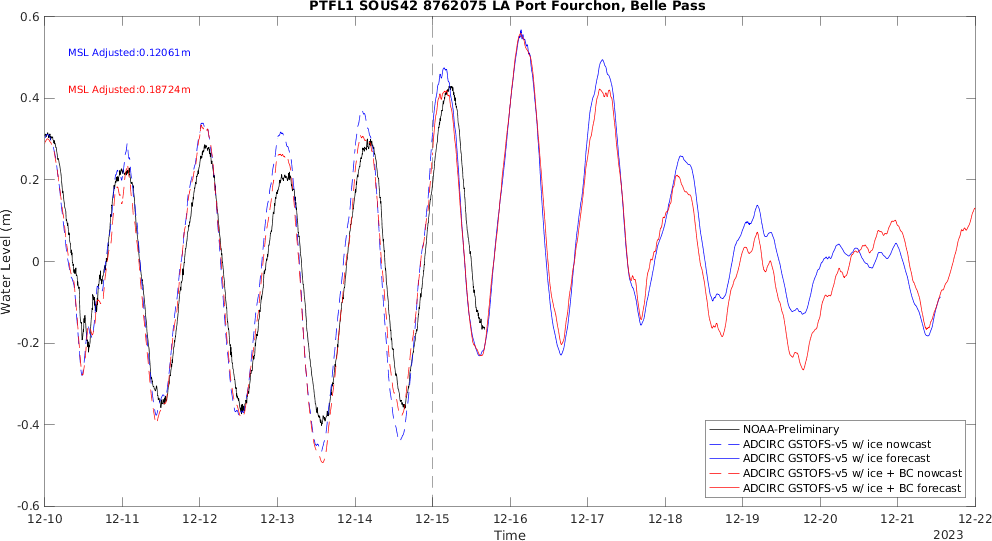 PTFL1 SOUS42 8762075 LA Port Fourchon, Belle Pass
0.6
MSL Adjusted:0.12061m
MSL Adjusted:0.18724m
0.4
0.2
0
-0.2
-0.4
-0.6
Water Level (m)
NOAA-Preliminary
ADCIRC GSTOFS-v5 w/ ice nowcast
ADCIRC GSTOFS-v5 w/ ice forecast
ADCIRC GSTOFS-v5 w/ ice + BC nowcast
ADCIRC GSTOFS-v5 w/ ice + BC forecast
12-10 12-11 12-12 12-13 12-14 12-15 12-16 12-17 12-18 12-19 12-20 12-21 12-22
Time
2023